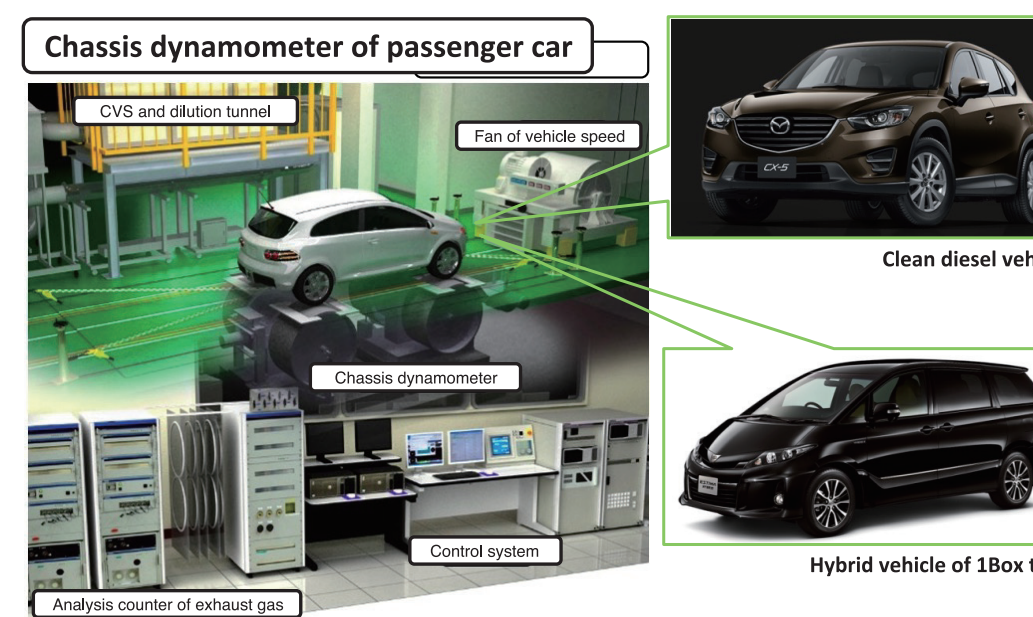 Chassis dynamometer of passenger car
CVS and dilution tunnel
Fan of vehicle speed
Chassis dynamometer
Control system
Analysis counter of exhaust gas
CX-5
Clean diesel veh
Hybrid vehicle of 1Box t